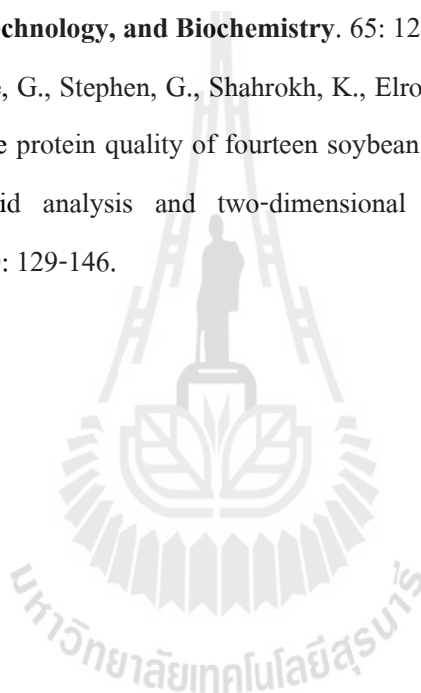 echnology, and Biochemistry. 65: 12
, G., Stephen, G., Shahrokh, K., Elro
e protein quality of fourteen soybean
id analysis and two-dimensional
: 129-146.
มหาวิทยาลัยเทคโนโลยีสุรนารี